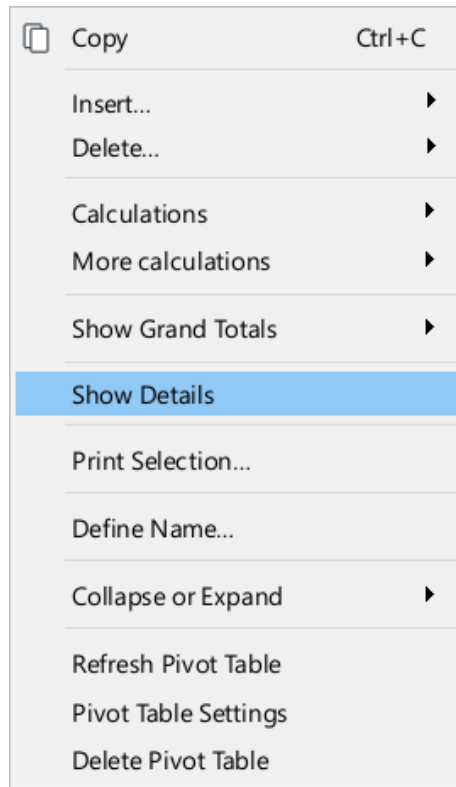 Copy Ctrl+C
Insert...
Delete...
Calculations
More calculations
Show Grand Totals
Show Details
Print Selection...
Define Name...
Collapse or Expand
Refresh Pivot Table
Pivot Table Settings
Delete Pivot Table